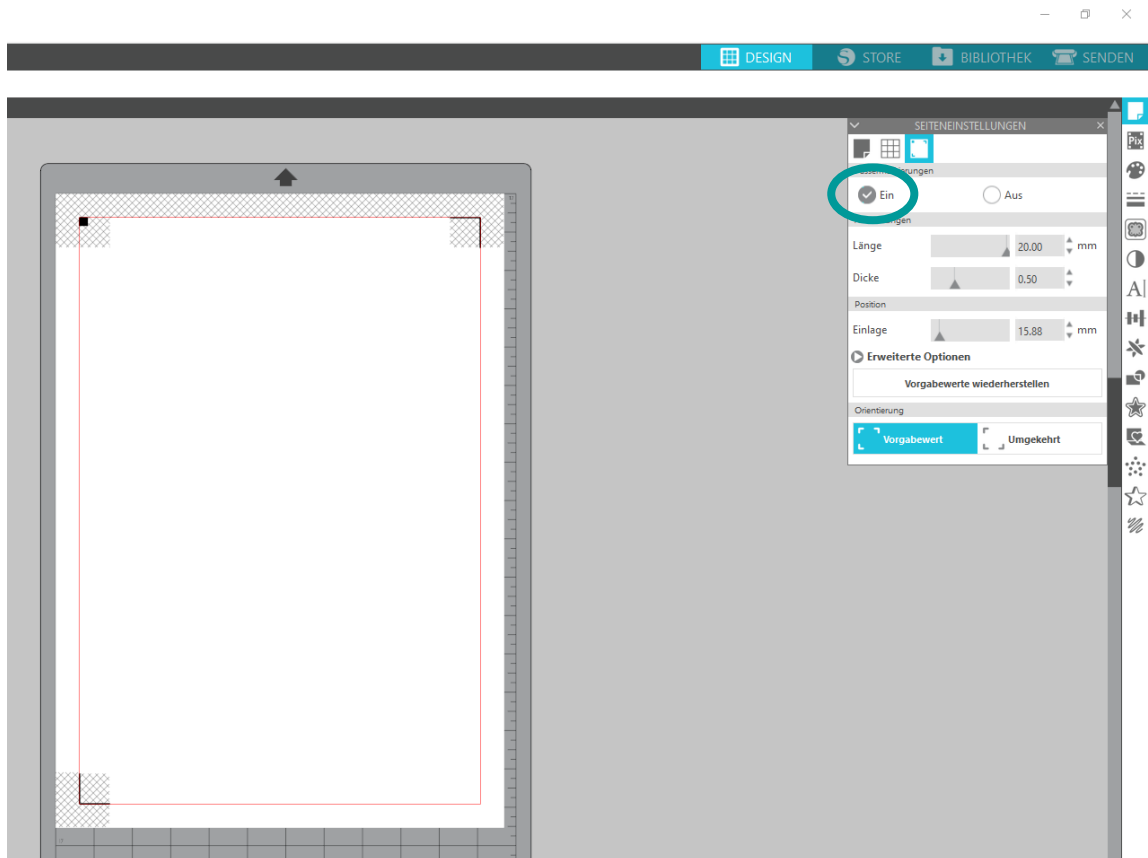 DESIGN
STORE
BIBLIOTHEK
SENDEN
SEITENEINSTELLUNGEN
Pix
Ein
Aus
Länge
20.00
mm
Dicke
0.50
Position
Einlage
15.88
mm
Erweiterte Optionen
Vorgabewerte wiederherstellen
Orientierung
Vorgabewert
Umgekehrt
A